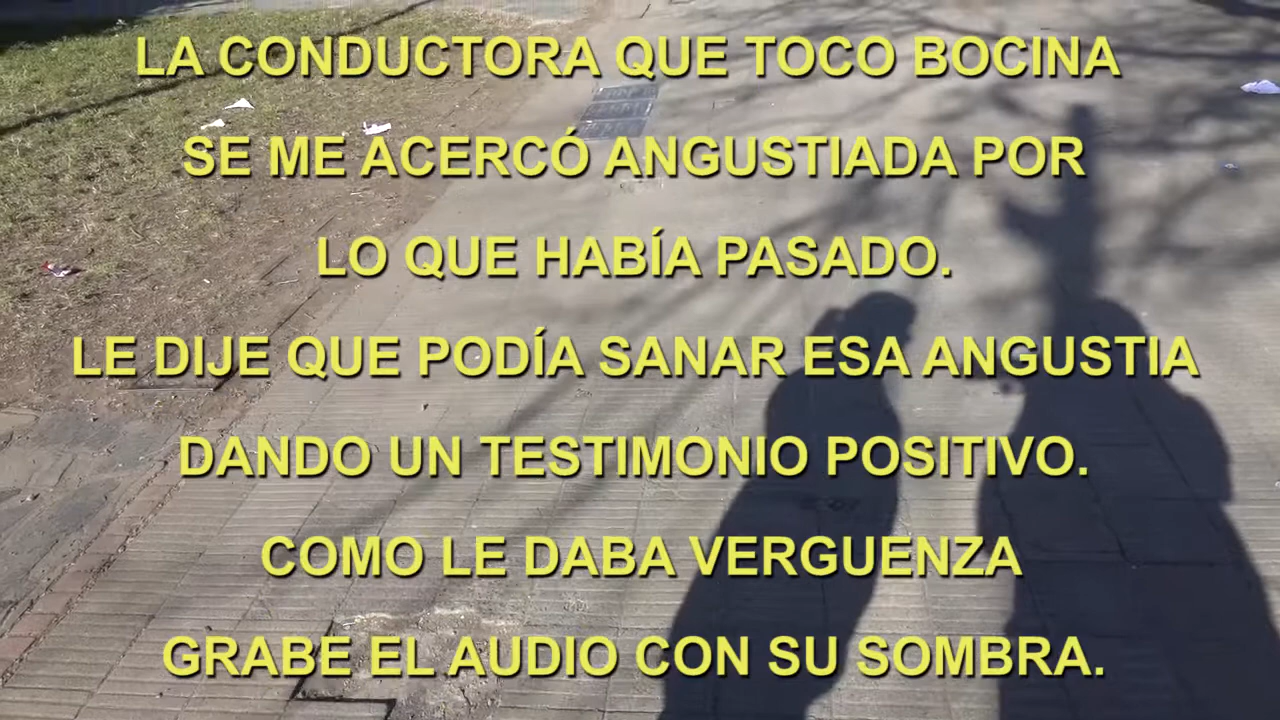 LA CONDUCTORA QUE TOCO BOCINA
SE ME ACERCÓ ANGUSTIADA POR
LO QUE HABÍA PASADO.
LE DIJE QUE PODÍA SANAR ESA ANGUSTIA
DANDO UN TESTIMONIO POSITIVO.
COMO LE DABA VERGUENZA
GRABE EL AUDIO CON SU SOMBRA.